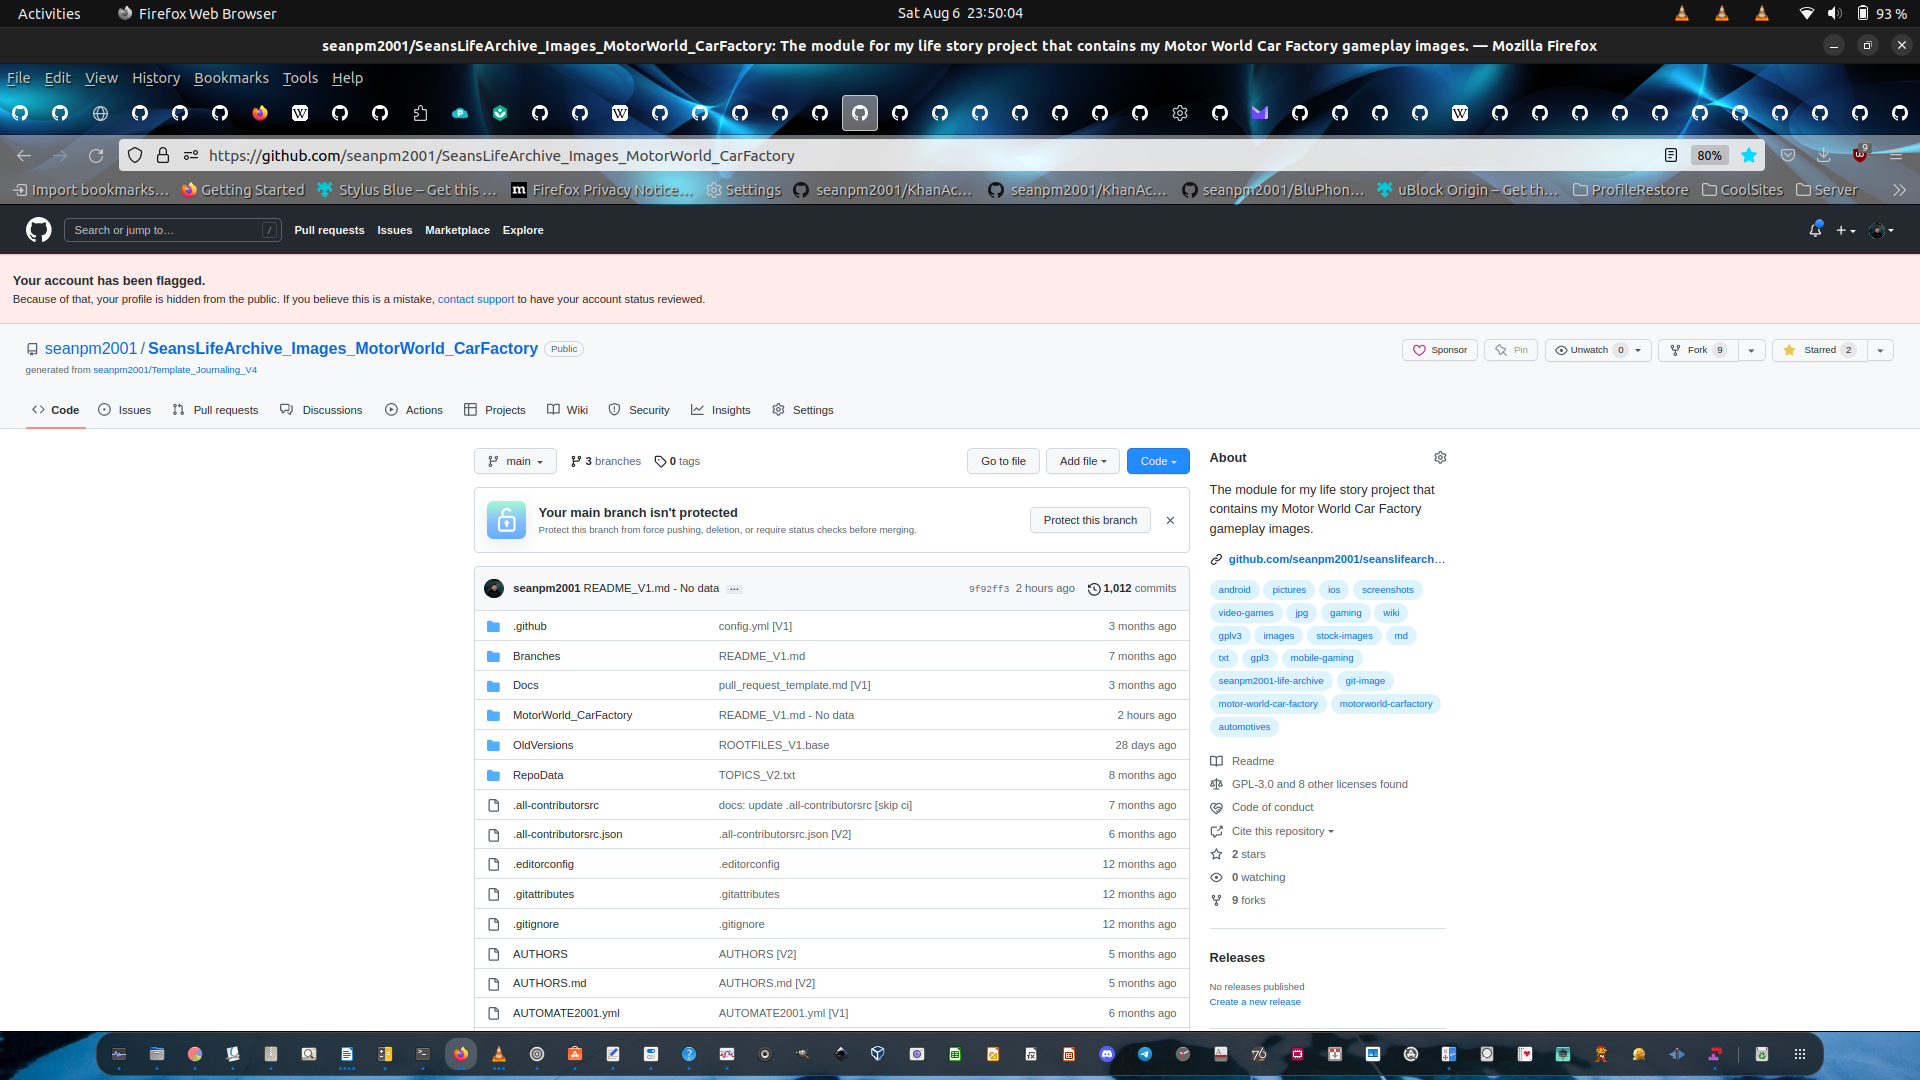 Activities
Firefox Web Browser
Sat Aug 6 23:50:04
93 %
seanpm2001/SeansLifeArchive_Images_MotorWorld_CarFactory: The module for my life story project that contains my Motor World Car Factory gameplay images. — Mozilla Firefox
File Edit View History Bookmarks Tools Help
https://github.com/seanpm2001/SeansLifeArchive_Images_MotorWorld_CarFactory
80%
9
Import bookmarks… Getting Started Stylus Blue – Get this … Firefox Privacy Notice… Settings seanpm2001/KhanAc… seanpm2001/KhanAc… seanpm2001/BluPhon… uBlock Origin – Get th… ProfileRestore CoolSites Server
Search or jump to… /
Pull requests Issues Marketplace Explore
Your account has been flagged.
Because of that, your profile is hidden from the public. If you believe this is a mistake, contact support to have your account status reviewed.
seanpm2001 / SeansLifeArchive_Images_MotorWorld_CarFactory Public
generated from seanpm2001/Template_Journaling_V4
Sponsor Pin Unwatch 0 Fork 9 Starred 2
Code Issues Pull requests Discussions Actions Projects Wiki Security Insights Settings
main 3 branches 0 tags
Go to file Add file Code
Your main branch isn't protected
Protect this branch from force pushing, deletion, or require status checks before merging.
Protect this branch
seanpm2001 README_V1.md - No data … 9f92ff3 2 hours ago 1,012 commits
.github config.yml [V1] 3 months ago
Branches README_V1.md 7 months ago
Docs pull_request_template.md [V1] 3 months ago
MotorWorld_CarFactory README_V1.md - No data 2 hours ago
OldVersions ROOTFILES_V1.base 28 days ago
RepoData TOPICS_V2.txt 8 months ago
.all-contributorsrc docs: update .all-contributorsrc [skip ci] 7 months ago
.all-contributorsrc.json .all-contributorsrc.json [V2] 6 months ago
.editorconfig .editorconfig 12 months ago
.gitattributes .gitattributes 12 months ago
.gitignore .gitignore 12 months ago
AUTHORS AUTHORS [V2] 5 months ago
AUTHORS.md AUTHORS.md [V2] 5 months ago
AUTOMATE2001.yml AUTOMATE2001.yml [V1] 6 months ago
About
The module for my life story project that
contains my Motor World Car Factory
gameplay images.
github.com/seanpm2001/seanslifearch…
android pictures ios screenshots
video-games jpg gaming wiki
gplv3 images stock-images md
txt gpl3 mobile-gaming
seanpm2001-life-archive git-image
motor-world-car-factory motorworld-carfactory
automotives
Readme
GPL-3.0 and 8 other licenses found
Code of conduct
Cite this repository
2 stars
0 watching
9 forks
Releases
No releases published
Create a new release